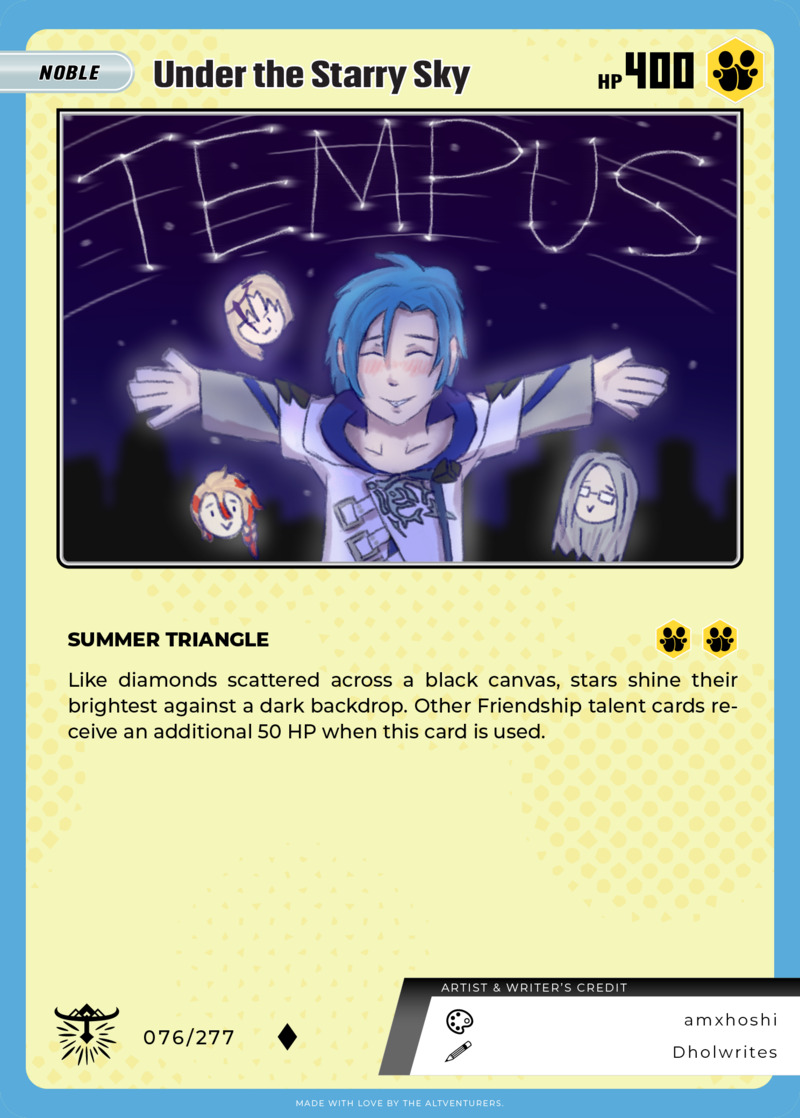 NOBLE
Under the Starry Sky
HP400
TEMPUS
SUMMER TRIANGLE
Like diamonds scattered across a black canvas, stars shine their
brightest against a dark backdrop. Other Friendship talent cards re-
ceive an additional 50 HP when this card is used.
ARTIST & WRITER'S CREDIT
amxhoshi
076/277
Dholwrites
MADE WITH LOVE BY THE ALTVENTURERS.